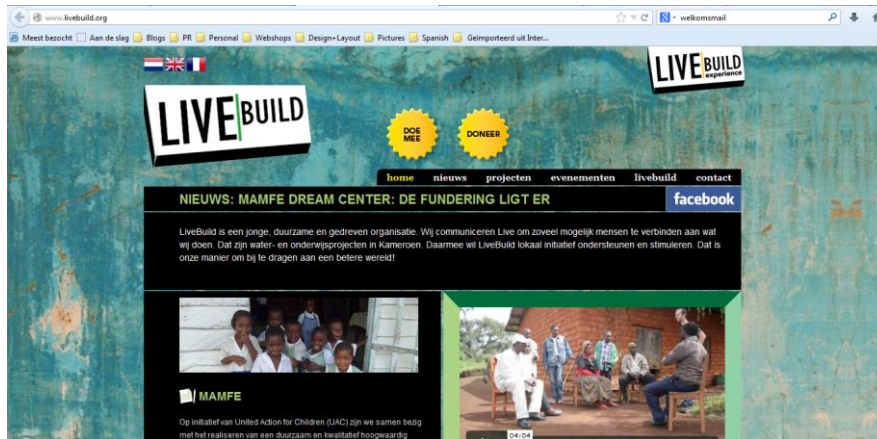 www.livebuild.org
welkomsmail
Meest bezocht Aan de slag Blogs PR Personal Webshops Design+Layout Pictures Spanish Geïmporteerd uit Inter...
LIVE BUILD
experience
LIVE BUILD
DOE
MEE
DONEER
home nieuws projecten evenementen livebuild contact
NIEUWS: MAMFE DREAM CENTER: DE FUNDERING LIGT ER
facebook
LiveBuild is een jonge, duurzame en gedreven organisatie. Wij communiceren Live om zoveel mogelijk mensen te verbinden aan wat
wij doen. Dat zijn water- en onderwijsprojecten in Kameroen. Daarmee wil LiveBuild lokaal initiatief ondersteunen en stimuleren. Dat is
onze manier om bij te dragen aan een betere wereld!
MAMFE
Op initiatief van United Action for Children (UAC) zijn we samen bezig
met het realiseren van een duurzaam en kwalitatief hoogwaardig
04:04